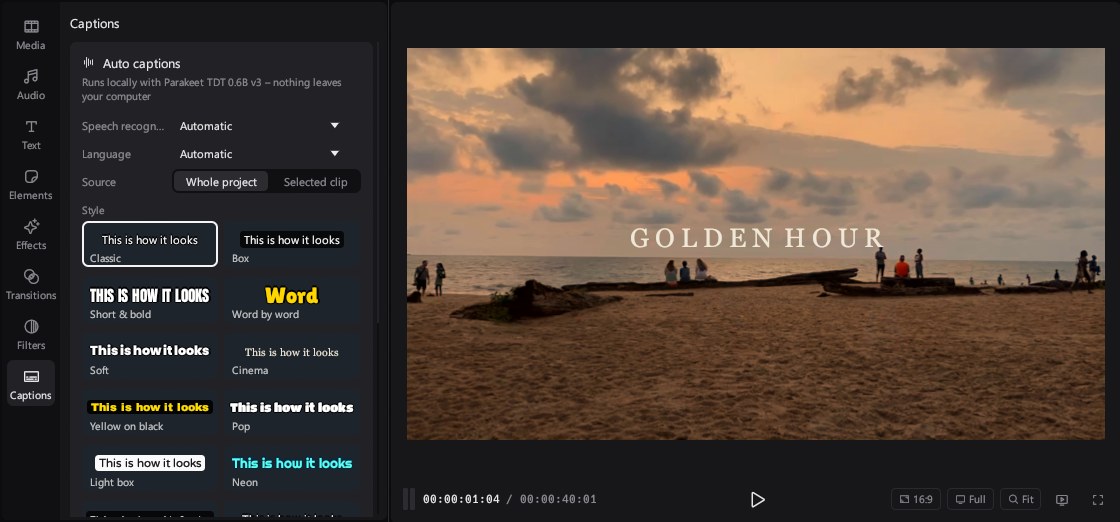 Media
Audio
Text
Elements
Effects
Transitions
Filters
Captions
Captions
Auto captions
Runs locally with Parakeet TDT 0.6B v3 – nothing leaves
your computer
Speech recogn... Automatic
Language Automatic
Source Whole project Selected clip
Style
This is how it looks
Classic
This is how it looks
Box
THIS IS HOW IT LOOKS
Short & bold
Word
Word by word
This is how it looks
Soft
This is how it looks
Cinema
This is how it looks
Yellow on black
This is how it looks
Pop
This is how it looks
Light box
This is how it looks
Neon
GOLDEN HOUR
00:00:01:04 / 00:00:40:01
16:9 Full Fit